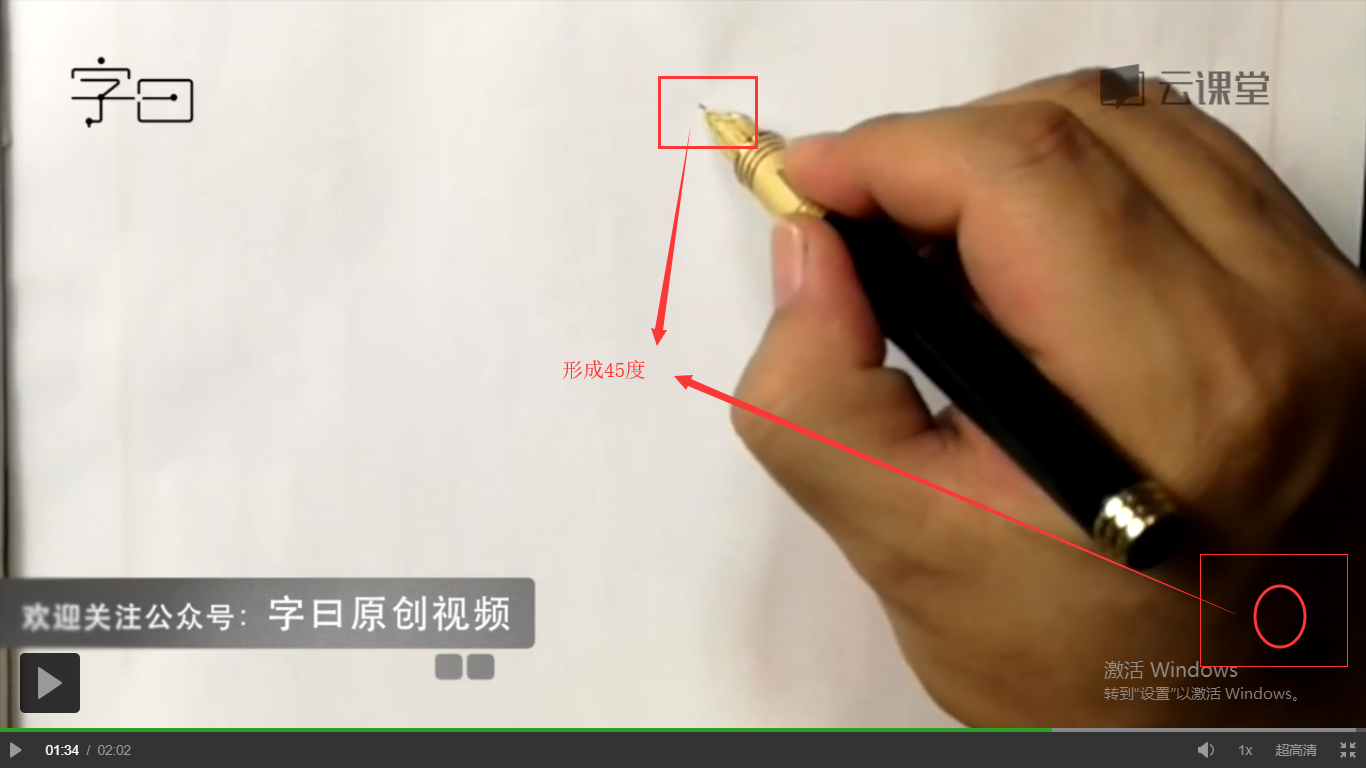 字曰
云课堂
形成45度
欢迎关注公众号：字曰原创视频
激活 Windows
转到“设置”以激活 Windows。
01:34 / 02:02
1x
超高清